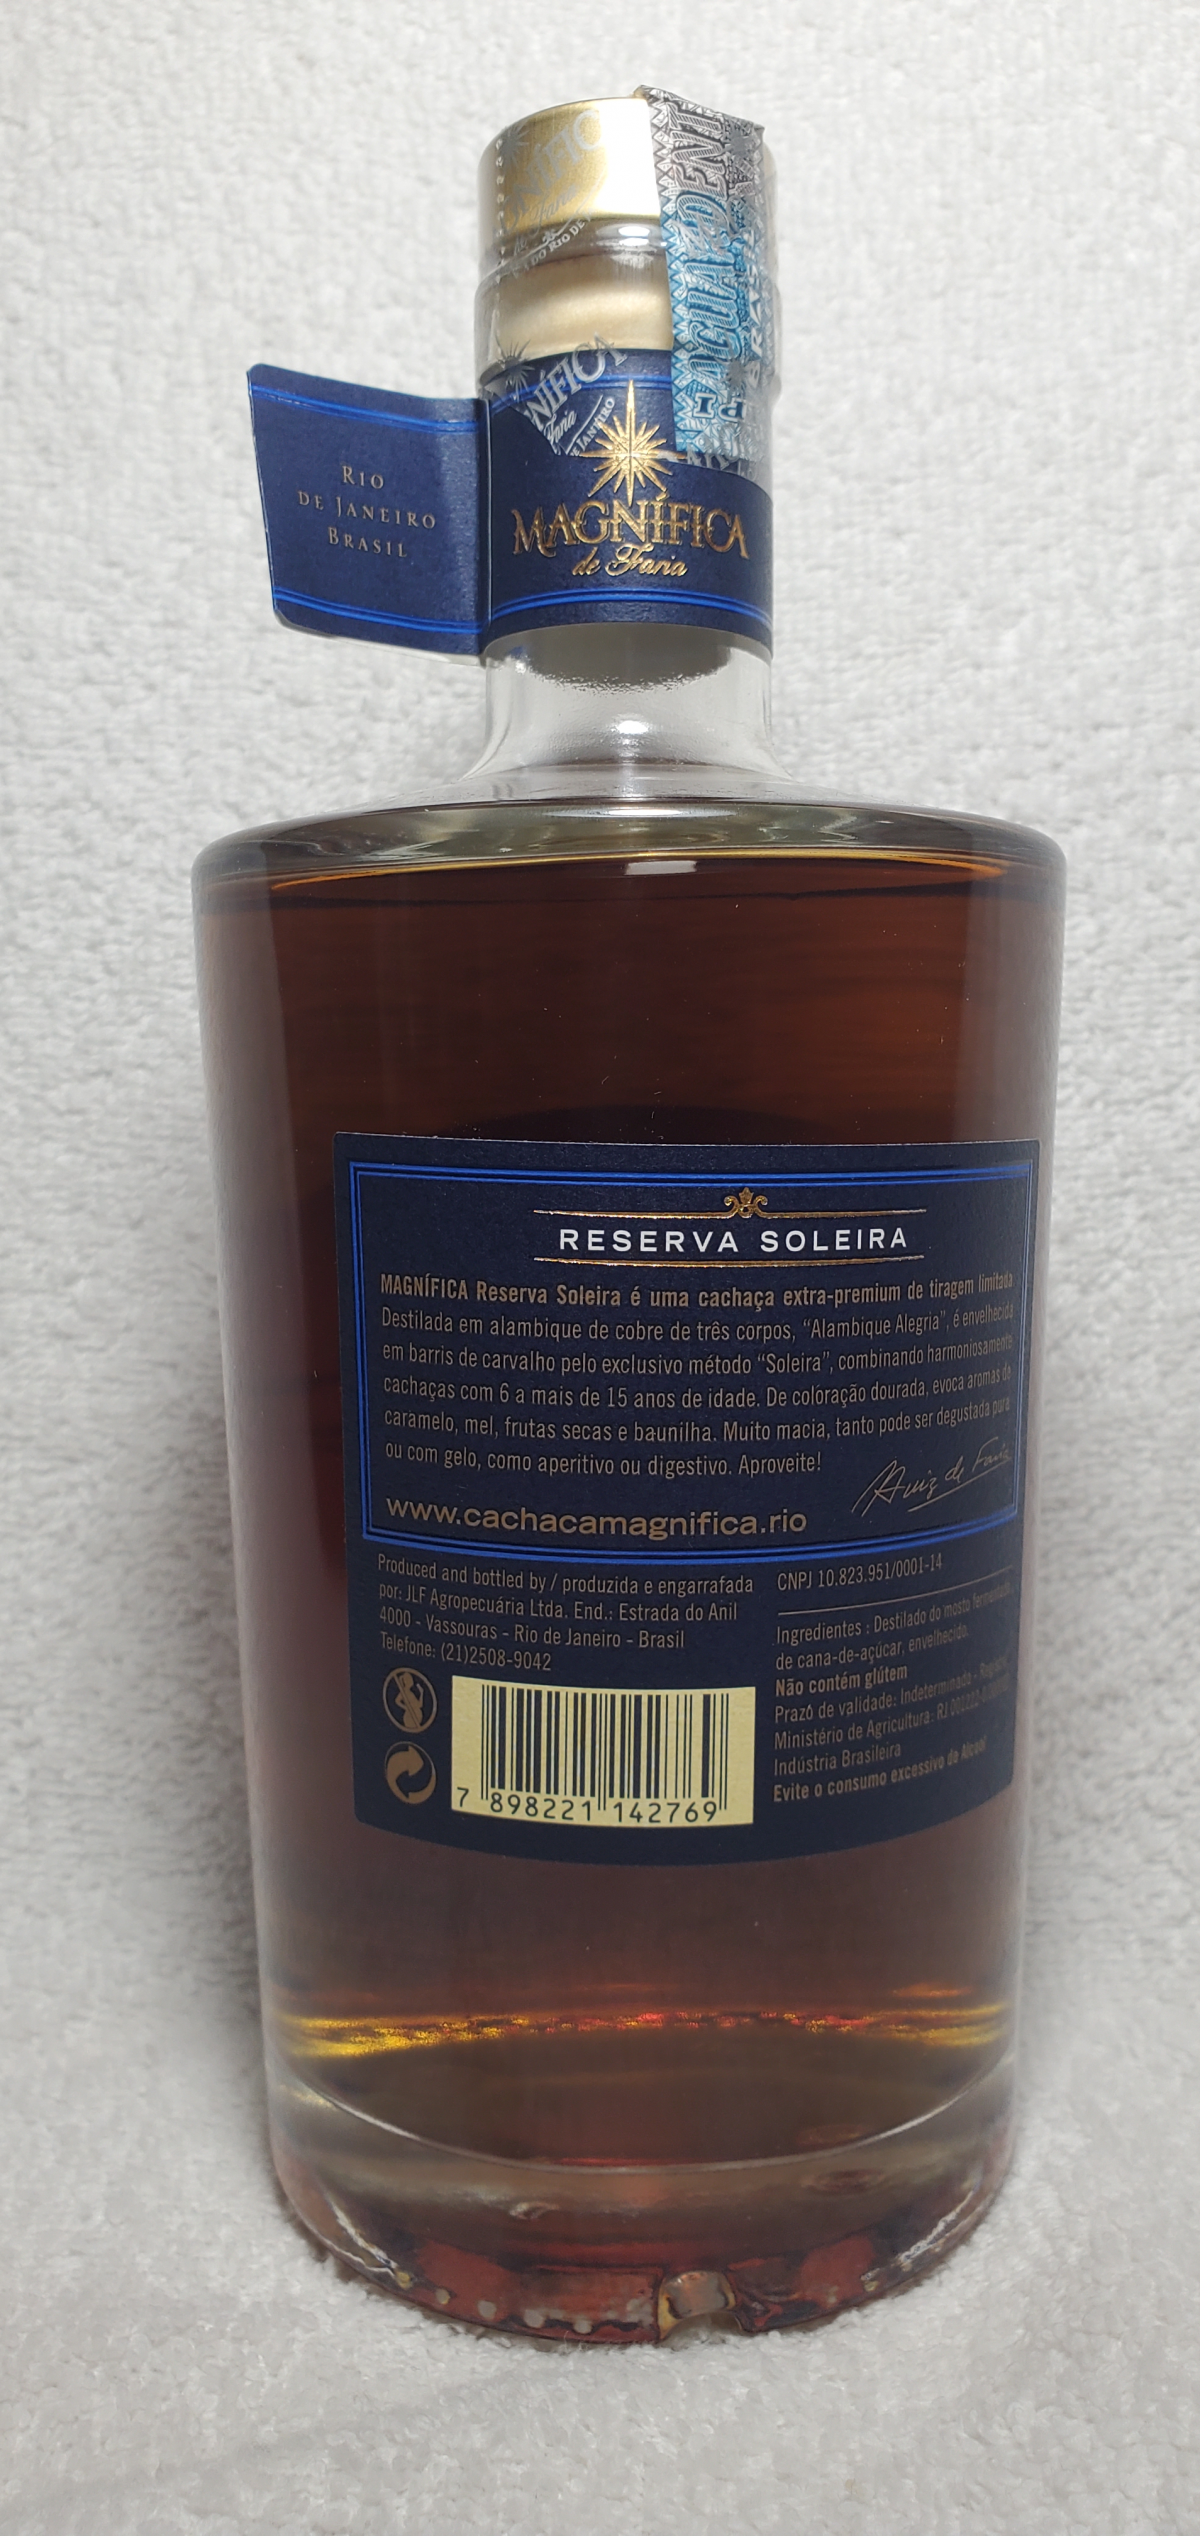 AGUARDENTE
RIO
DE JANEIRO
BRASIL
MAGNÍFICA
de Faria
RESERVA SOLEIRA
MAGNÍFICA Reserva Soleira é uma cachaça extra-premium de tiragem limitada
Destilada em alambique de cobre de três corpos, “Alambique Alegria”, é envelhecida
em barris de carvalho pelo exclusivo método “Soleira”, combinando harmoniosamente
cachaças com 6 a mais de 15 anos de idade. De coloração dourada, evoca aromas de
caramelo, mel, frutas secas e baunilha. Muito macia, tanto pode ser degustada pura
ou com gelo, como aperitivo ou digestivo. Aproveite!
www.cachacamagnifica.rio
Produced and bottled by / produzida e engarrafada
por: JLF Agropecuária Ltda. End.: Estrada do Anil
4000 - Vassouras - Rio de Janeiro - Brasil
Telefone: (21)2508-9042
7 898221 142769
CNPJ 10.823.951/0001-14
Ingredientes : Destilado do mosto fermentado
de cana-de-açúcar, envelhecido.
Não contém glútem
Prazo de validade: Indeterminado - Registro
Ministério de Agricultura: RJ
Indústria Brasileira
Evite o consumo excessivo de Alcool